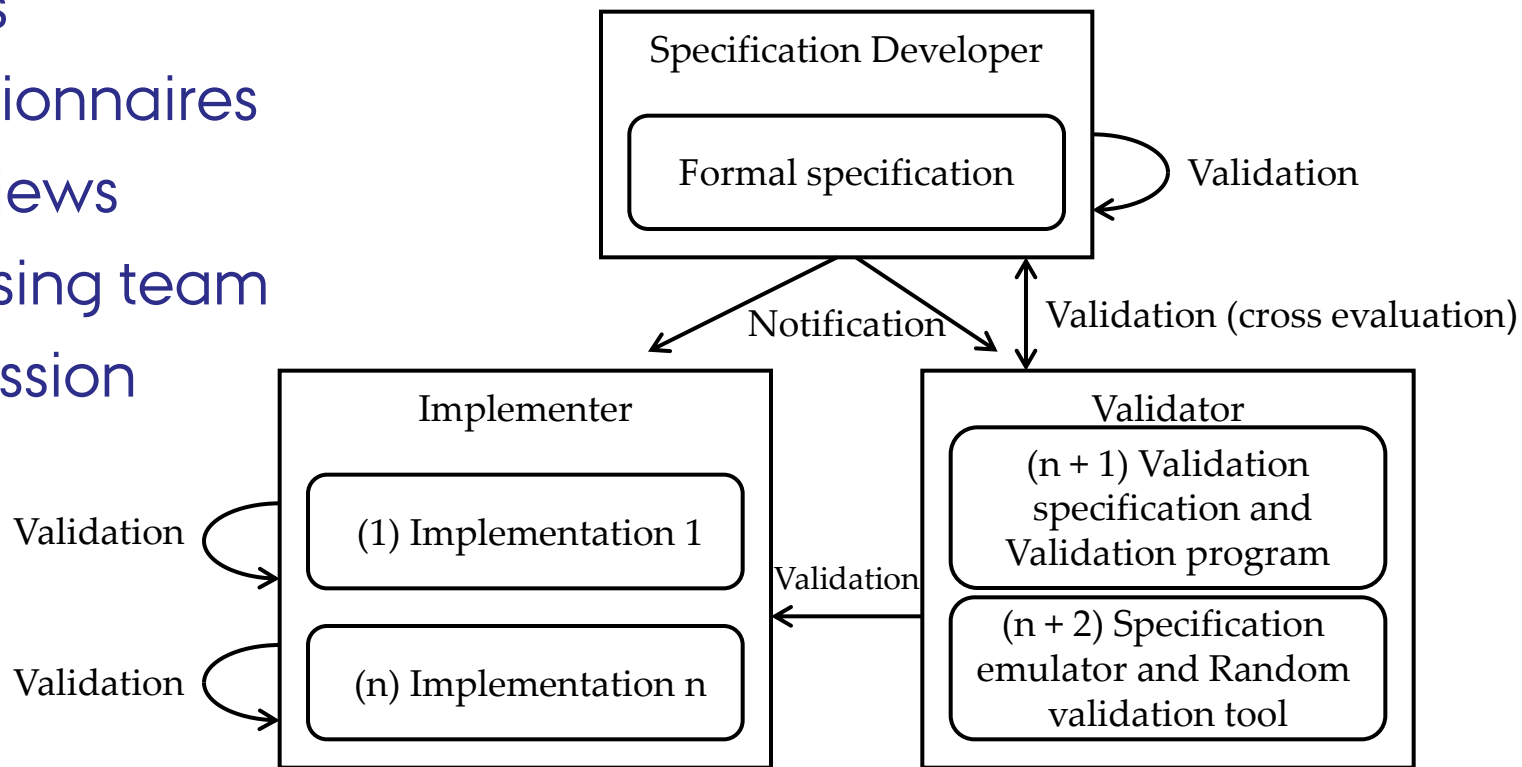 s
ionnaires
iews
sing team
ssion
Specification Developer
Formal specification
Validation
Notification
Validation (cross evaluation)
Implementer
Validation
(1) Implementation 1
Validation
(n) Implementation n
Validation
Validator
(n + 1) Validation
specification and
Validation program
(n + 2) Specification
emulator and Random
validation tool